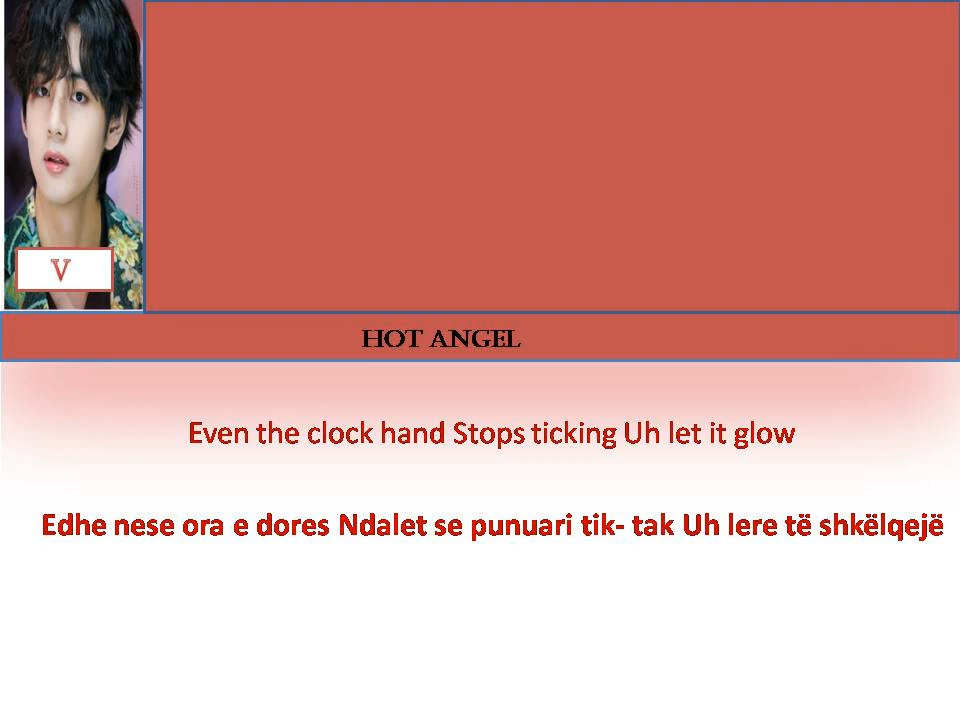 V
HOT ANGEL
Even the clock hand Stops ticking Uh let it glow
Edhe nese ora e dores Ndalet se punuari tik- tak Uh lere të shkëlqejë